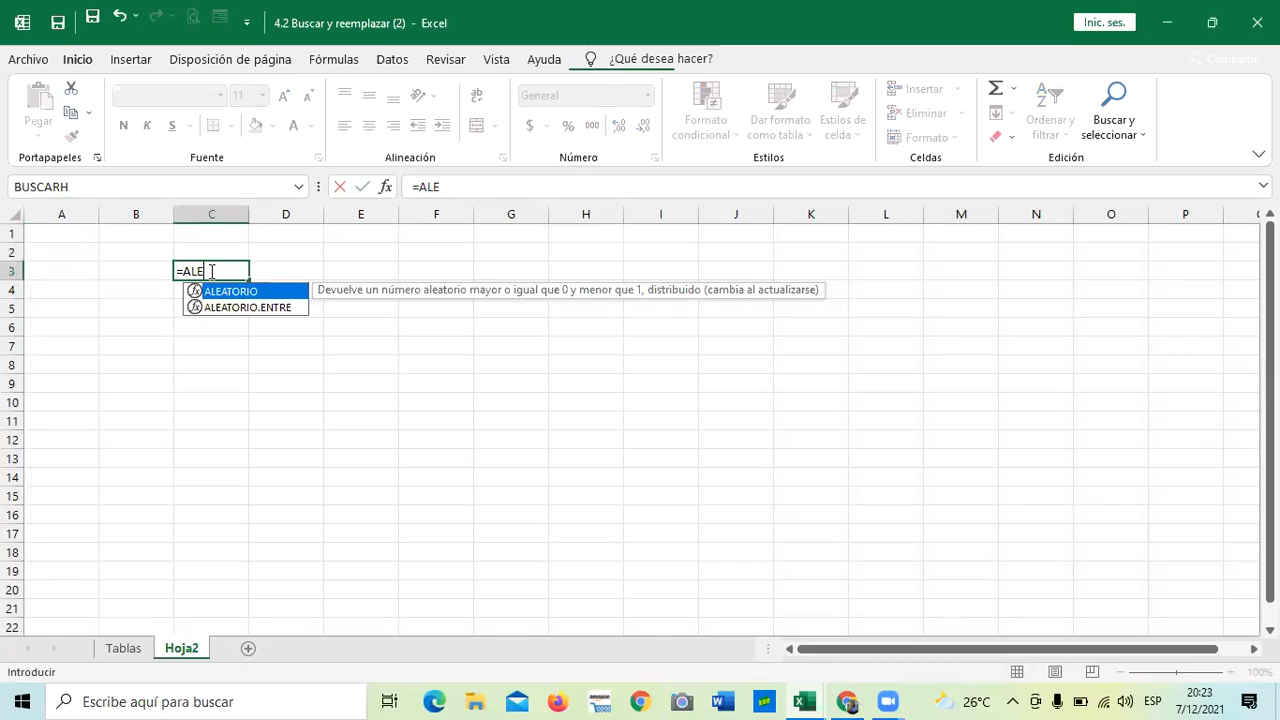 4.2 Buscar y reemplazar (2) - Excel
Inic. ses.
Archivo Inicio Insertar Disposición de página Fórmulas Datos Revisar Vista Ayuda ¿Qué desea hacer? Compartir
Pegar
11
N K S
ab
General
$ % 000
Formato condicional
Dar formato como tabla
Estilos de celda
Insertar
Eliminar
Formato
Ordenar y filtrar
Buscar y seleccionar
Portapapeles Fuente Alineación Número Estilos Celdas Edición
BUSCARH fx =ALE
A B C D E F G H I J K L M N O P
1
2
3 =ALE
4 ALEATORIO Devuelve un número aleatorio mayor o igual que 0 y menor que 1, distribuido (cambia al actualizarse)
5 ALEATORIO.ENTRE
6
7
8
9
10
11
12
13
14
15
16
17
18
19
20
21
22
Tablas Hoja2
Introducir 100%
Escribe aquí para buscar 26°C ESP 20:23
7/12/2021